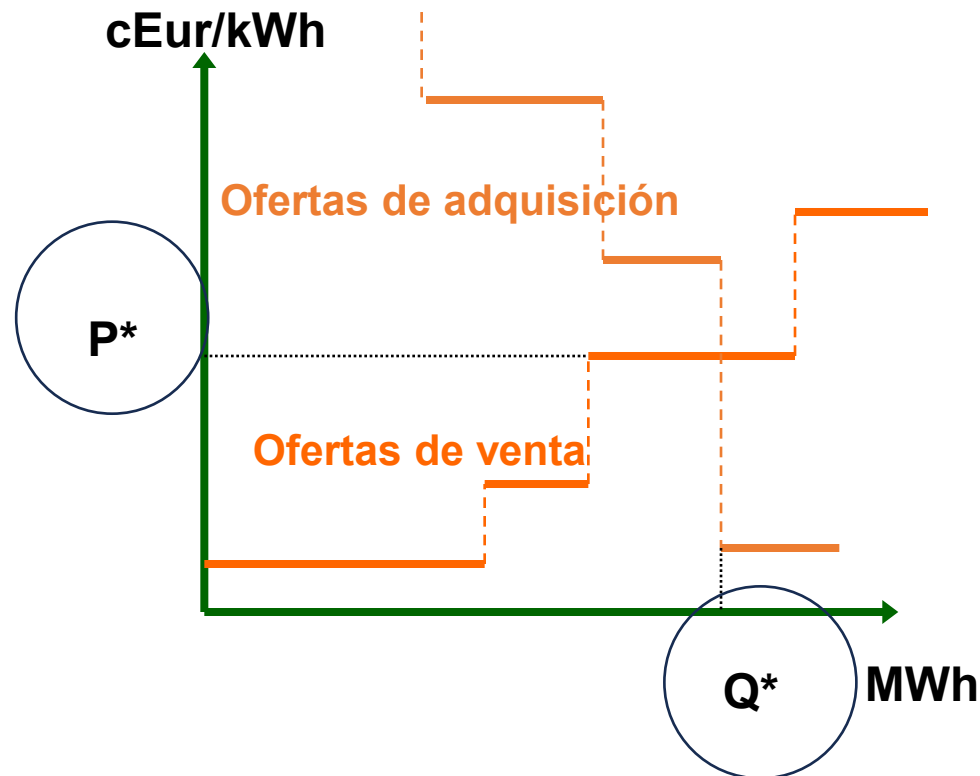 cEur/kWh
Ofertas de adquisición
P*
Ofertas de venta
Q*
MWh